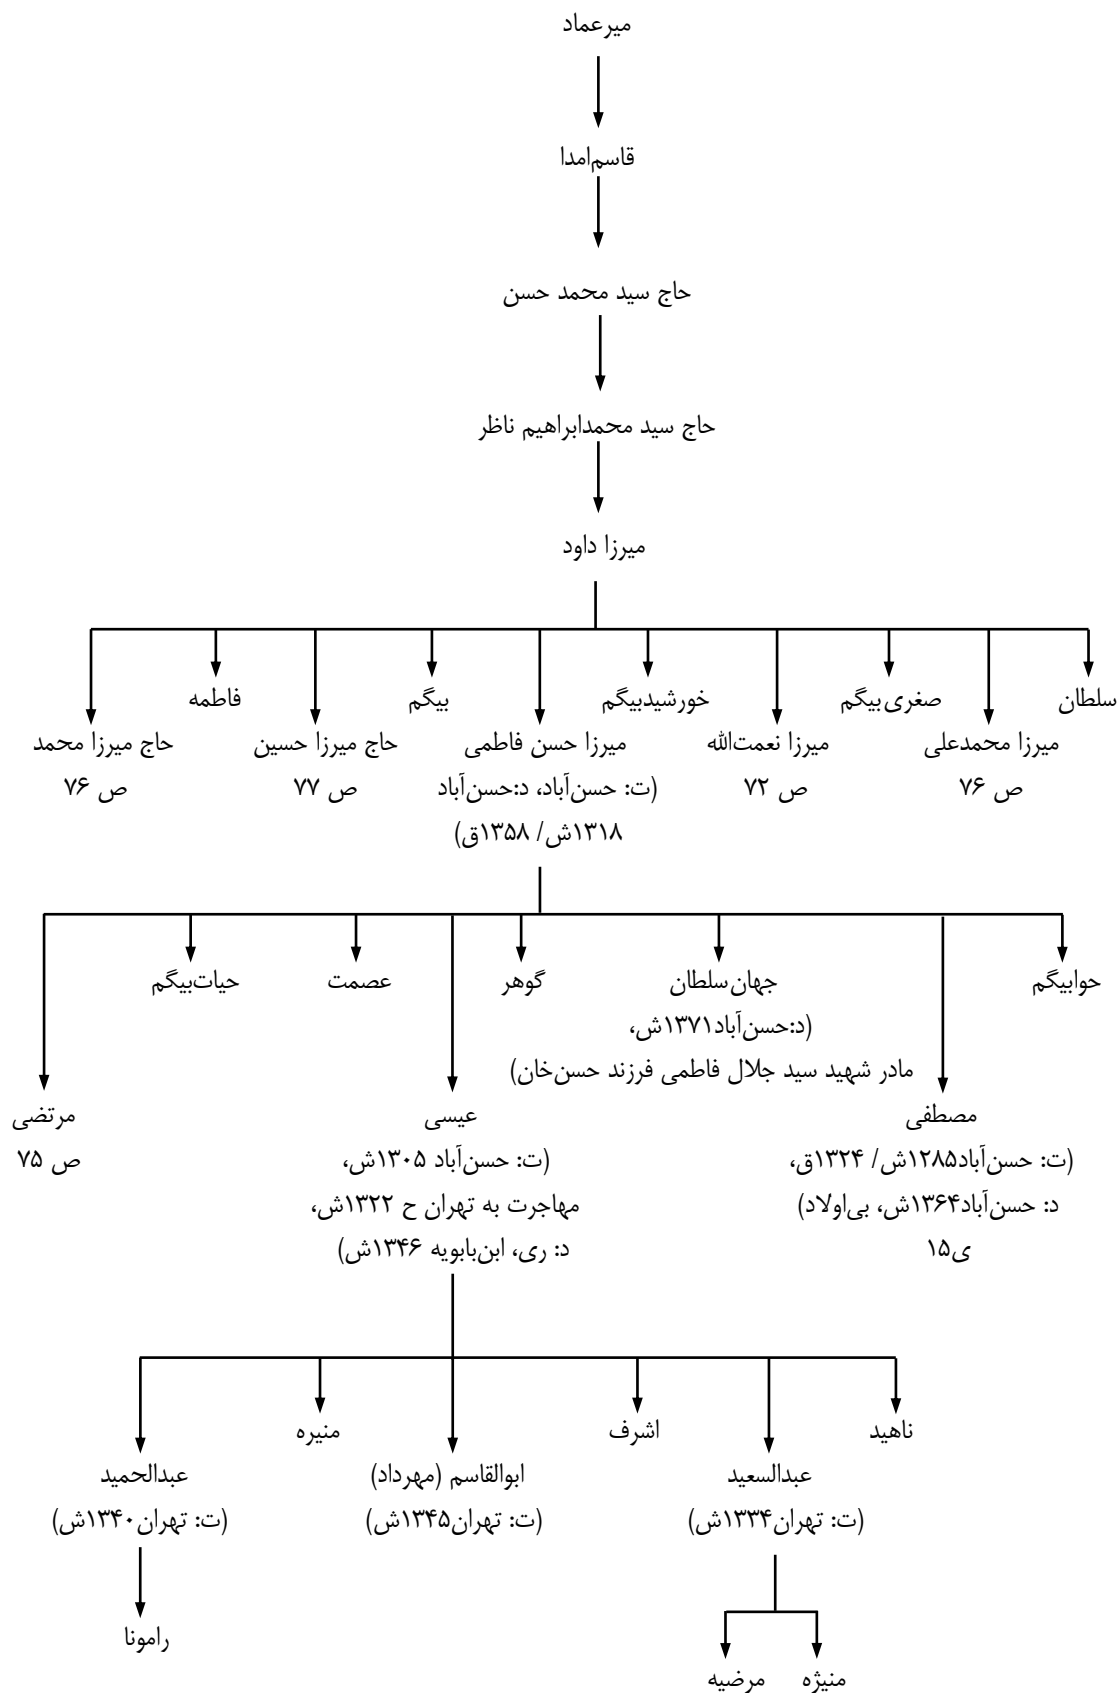 میرعماد
قاسم‌امدا
حاج سید محمد حسن
حاج سید محمدابراهیم ناظر
میرزا داود
سلطان
صغری‌بیگم
خورشیدبیگم
بیگم
فاطمه
میرزا محمدعلی
ص ۷۶
میرزا نعمت‌الله
ص ۷۲
میرزا حسن فاطمی
(ت: حسن‌آباد، د:حسن‌آباد
۱۳۱۸ش/ ۱۳۵۸ق)
حاج میرزا حسین
ص ۷۷
حاج میرزا محمد
ص ۷۶
حوابیگم
جهان‌سلطان
(د:حسن‌آباد۱۳۷۱ش،
مادر شهید سید جلال فاطمی فرزند حسن‌خان)
گوهر
عصمت
حیات‌بیگم
مصطفی
(ت: حسن‌آباد۱۲۸۵ش/ ۱۳۲۴ق،
د: حسن‌آباد۱۳۶۴ش، بی‌اولاد)
ی۱۵
عیسی
(ت: حسن‌آباد ۱۳۰۵ش،
مهاجرت به تهران ح ۱۳۲۲ش،
د: ری، ابن‌بابویه ۱۳۴۶ش)
مرتضی
ص ۷۵
ناهید
اشرف
منیره
عبدالسعید
(ت: تهران۱۳۳۴ش)
ابوالقاسم (مهرداد)
(ت: تهران۱۳۴۵ش)
عبدالحمید
(ت: تهران۱۳۴۰ش)
رامونا
منیژه
مرضیه